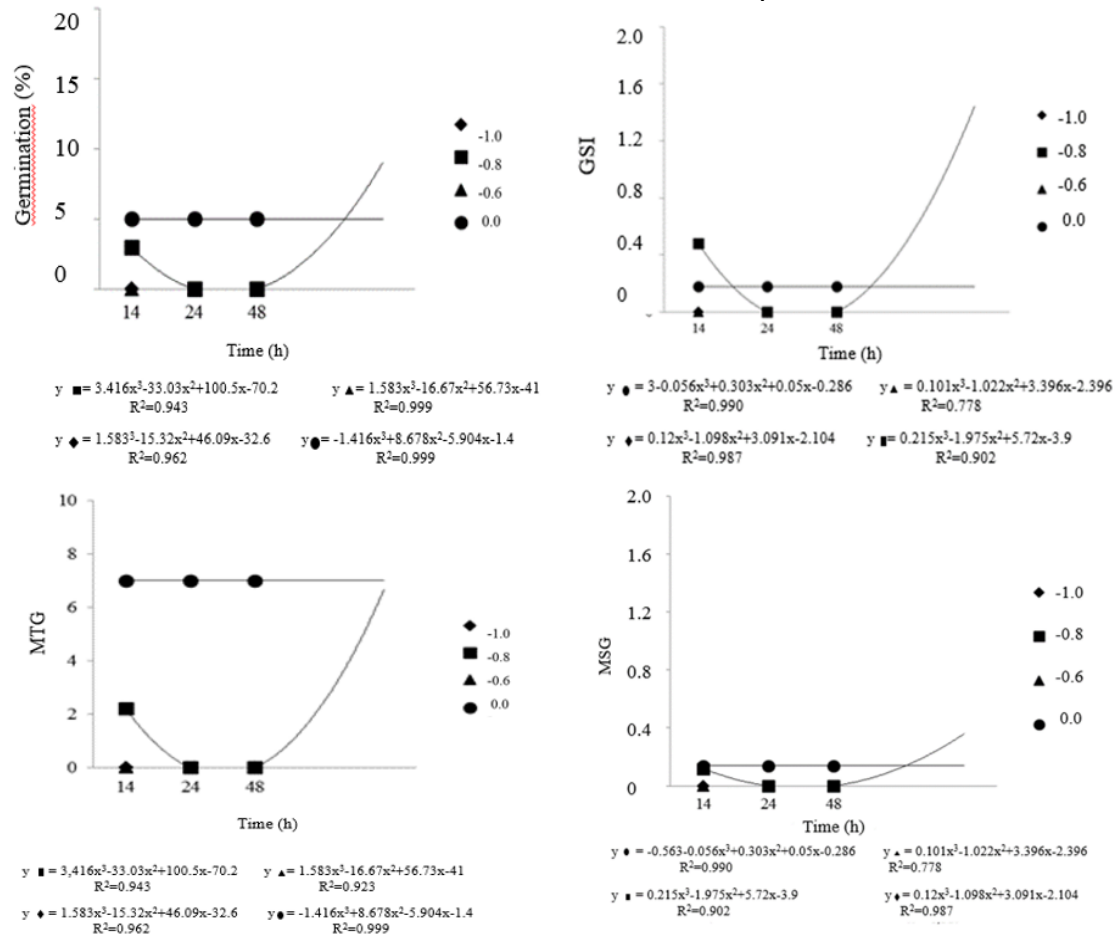 20
15
10
5
0
Germination (%)
14 24 48
Time (h)
◆ -1.0
■ -0.8
▲ -0.6
● 0.0
y ■= 3.416x³-33.03x²+100.5x-70.2
R²=0.943
y ▲= 1.583x³-16.67x²+56.73x-41
R²=0.999
y ◆ = 1.583³-15.32x²+46.09x-32.6
R²=0.962
y ●= -1.416x³+8.678x²-5.904x-1.4
R²=0.999
2.0
1.6
1.2
0.8
0.4
0
GSI
14 24 48
Time (h)
◆ -1.0
■ -0.8
▲ -0.6
● 0.0
y ● = 3-0.056x³+0.303x²+0.05x-0.286
R²=0.990
y ▲ = 0.101x³-1.022x²+3.396x-2.396
R²=0.778
y ♦ = 0.12x³-1.098x²+3.091x-2.104
R²=0.987
y ■= 0.215x³-1.975x²+5.72x-3.9
R²=0.902
10
8
6
4
2
0
MTG
14 24 48
Time (h)
◆ -1.0
■ -0.8
▲ -0.6
● 0.0
y ■ = 3,416x³-33.03x²+100.5x-70.2
R²=0.943
y ▲= 1.583x³-16.67x²+56.73x-41
R²=0.923
y ♦ = 1.583x³-15.32x²+46.09x-32.6
R²=0.962
y ● = -1.416x³+8.678x²-5.904x-1.4
R²=0.999
2.0
1.6
1.2
0.8
0.4
0
MSG
14 24 48
Time (h)
◆ -1.0
■ -0.8
▲ -0.6
● 0.0
y ♦ = -0.563-0.056x³+0.303x²+0.05x-0.286
R²=0.990
y ▲ = 0.101x³-1.022x²+3.396x-2.396
R²=0.778
y ■ = 0.215x³-1.975x²+5.72x-3.9
R²=0.902
y ♦ = 0.12x³-1.098x²+3.091x-2.104
R²=0.987